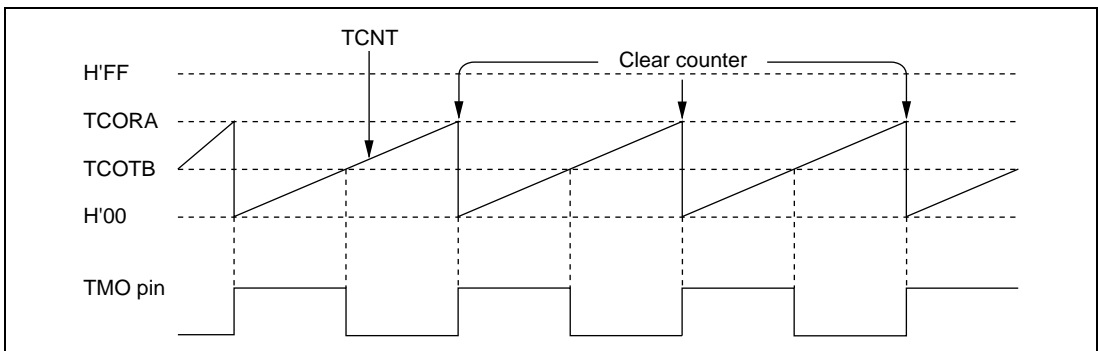 TCNT
Clear counter
H'FF
TCORA
TCOTB
H'00
TMO pin